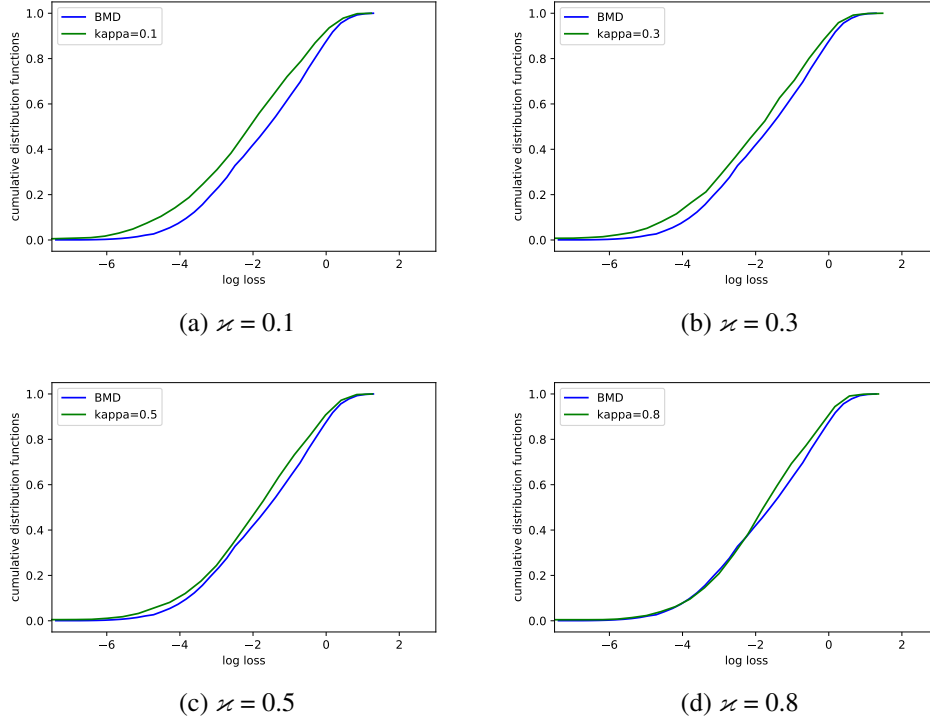 BMD
kappa=0.1
cumulative distribution functions
1.0
0.8
0.6
0.4
0.2
0.0
−6 −4 −2 0 2
log loss
(a) ϰ = 0.1
BMD
kappa=0.3
cumulative distribution functions
1.0
0.8
0.6
0.4
0.2
0.0
−6 −4 −2 0 2
log loss
(b) ϰ = 0.3
BMD
kappa=0.5
cumulative distribution functions
1.0
0.8
0.6
0.4
0.2
0.0
−6 −4 −2 0 2
log loss
(c) ϰ = 0.5
BMD
kappa=0.8
cumulative distribution functions
1.0
0.8
0.6
0.4
0.2
0.0
−6 −4 −2 0 2
log loss
(d) ϰ = 0.8